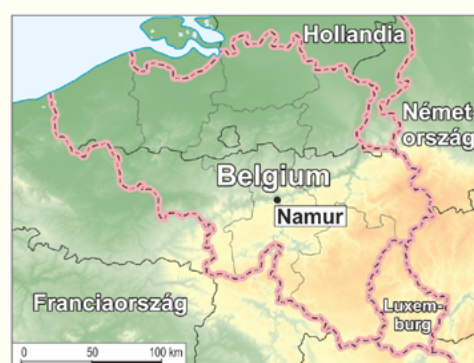 Hollandia
Német
ország
Belgium
Namur
Franciaország
Luxem-
burg
0 50 100 km